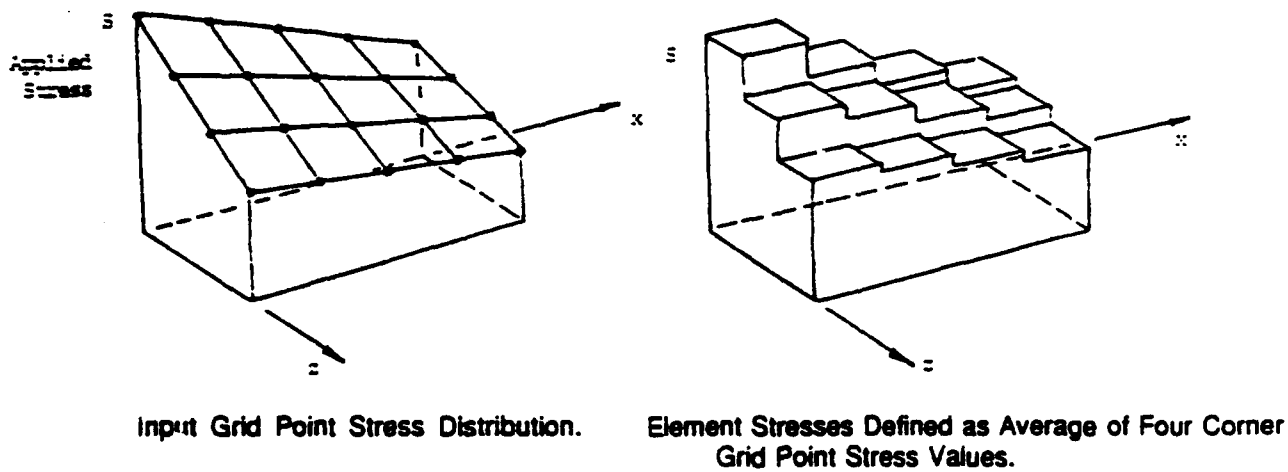 S
Applied
Stress
x
z
Input Grid Point Stress Distribution.
S
x
z
Element Stresses Defined as Average of Four Corner
Grid Point Stress Values.